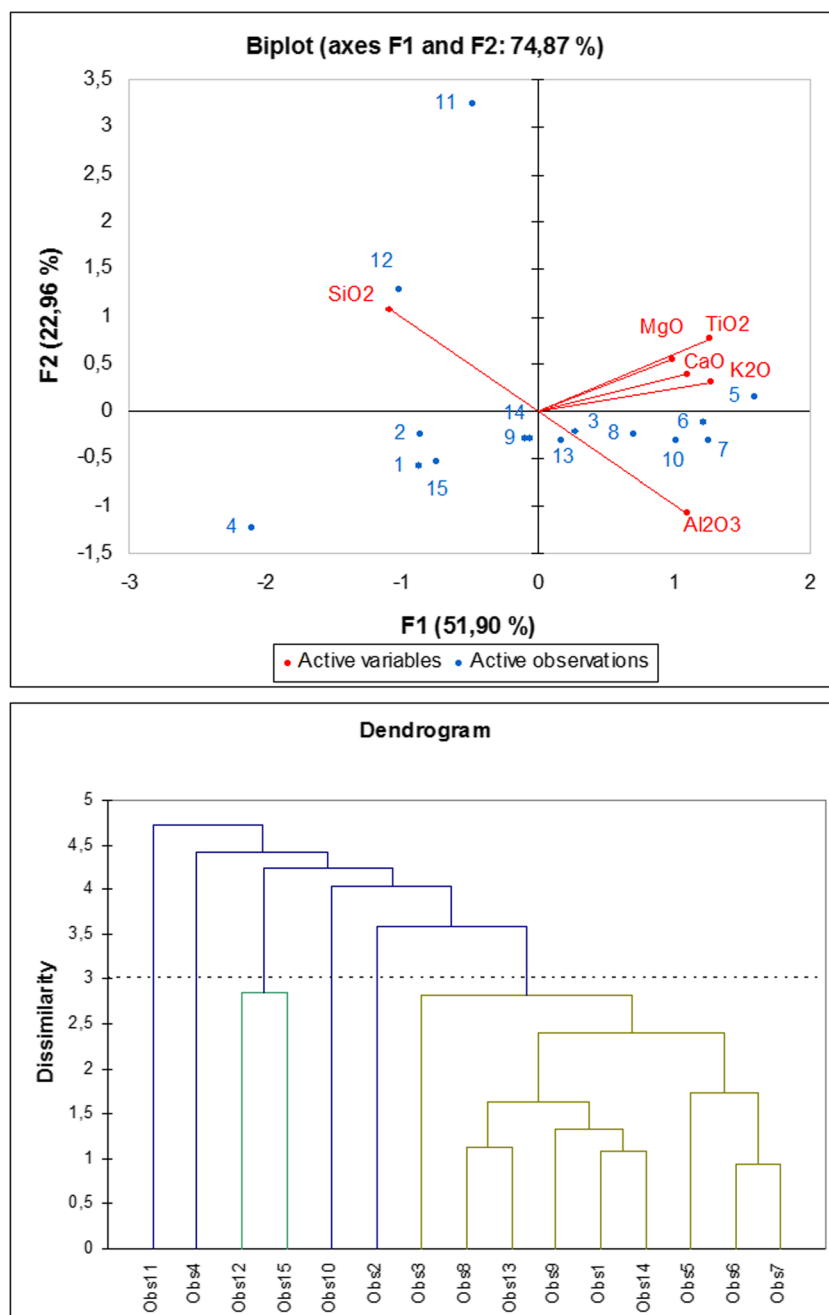 Biplot (axes F1 and F2: 74,87 %)
3,5
11
3
2,5
2
F2 (22,96 %)
1,5
12
SiO2
1
MgO TiO2
0,5
CaO K2O
5
0
14
2 9 13 3 8 10 6 7
-0,5
1
15
-1
4
Al2O3
-1,5
-3 -2 -1 0 1 2
F1 (51,90 %)
Active variables Active observations
Dendrogram
5
4,5
4
3,5
3
Dissimilarity
2,5
2
1,5
1
0,5
0
Obs11 Obs4 Obs12 Obs15 Obs10 Obs2 Obs3 Obs8 Obs13 Obs9 Obs1 Obs14 Obs5 Obs6 Obs7